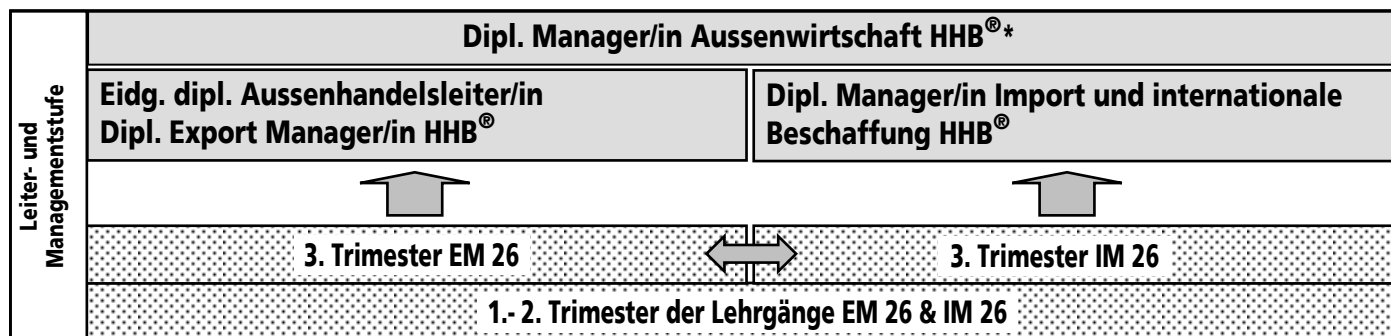 Leiter- und
Managementstufe
Dipl. Manager/in Aussenwirtschaft HHB®*
Eidg. dipl. Aussenhandelsleiter/in
Dipl. Export Manager/in HHB®
Dipl. Manager/in Import und internationale
Beschaffung HHB®
3. Trimester EM 26
3. Trimester IM 26
1.- 2. Trimester der Lehrgänge EM 26 & IM 26